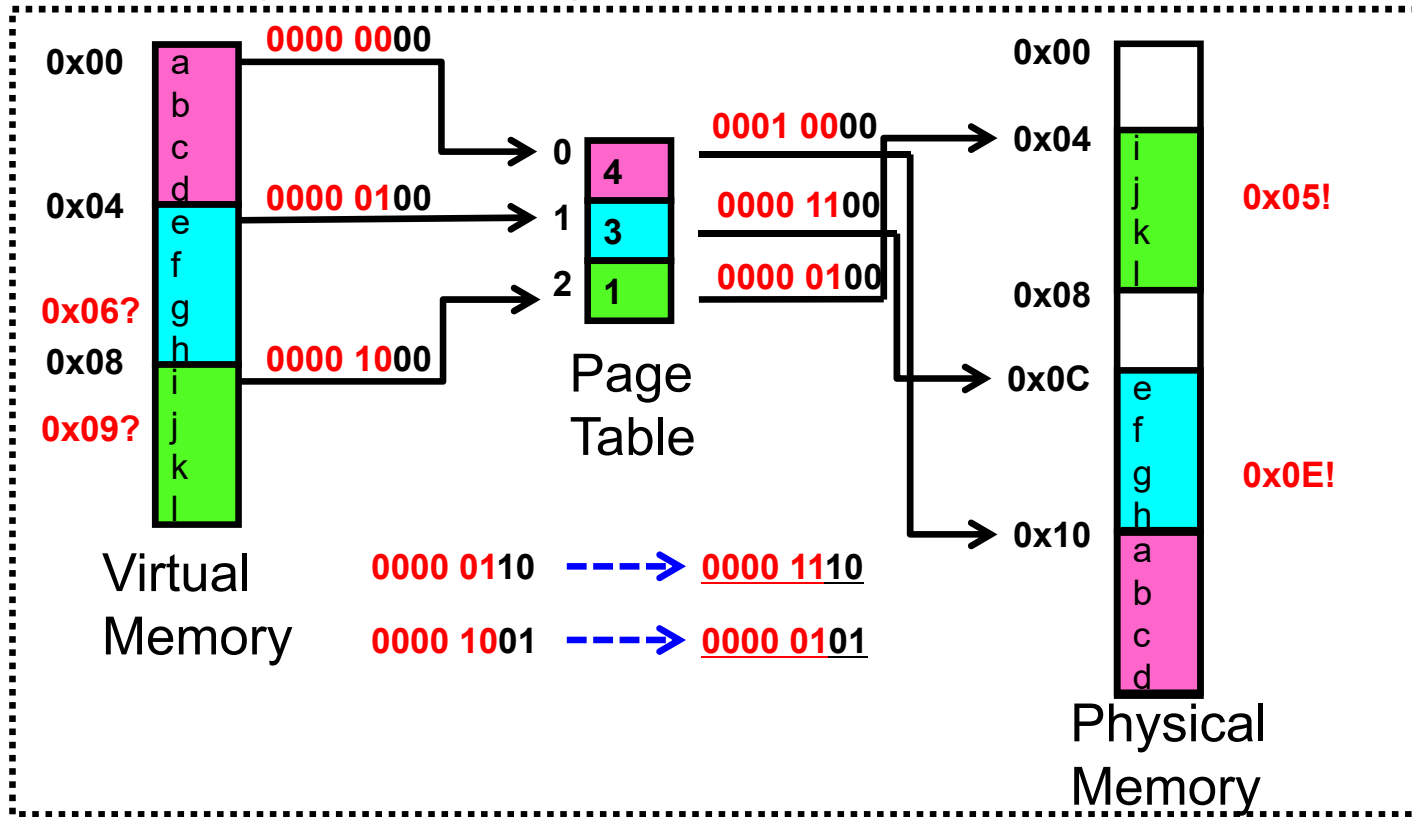 0x00
a
b
c
d
0x04
e
f
g
h
0x06?
0x08
i
j
k
l
0x09?
Virtual
Memory
0000 0000
0000 0100
0000 1000
0
4
1
3
2
1
Page
Table
0001 0000
0000 1100
0000 0100
0000 0110
0000 1110
0000 1001
0000 0101
0x00
0x04
i
j
k
l
0x05!
0x08
0x0C
e
f
g
h
0x0E!
0x10
a
b
c
d
Physical
Memory